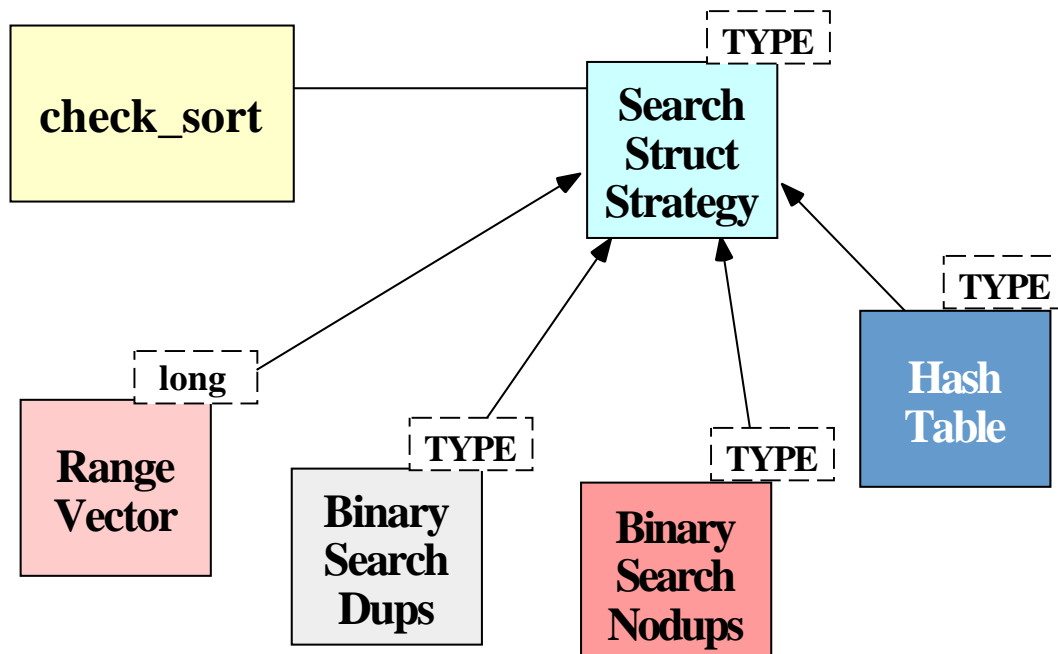 TYPE
check_sort
Search
Struct
Strategy
TYPE
Hash
Table
long
Range
Vector
TYPE
Binary
Search
Dups
TYPE
Binary
Search
Nodups